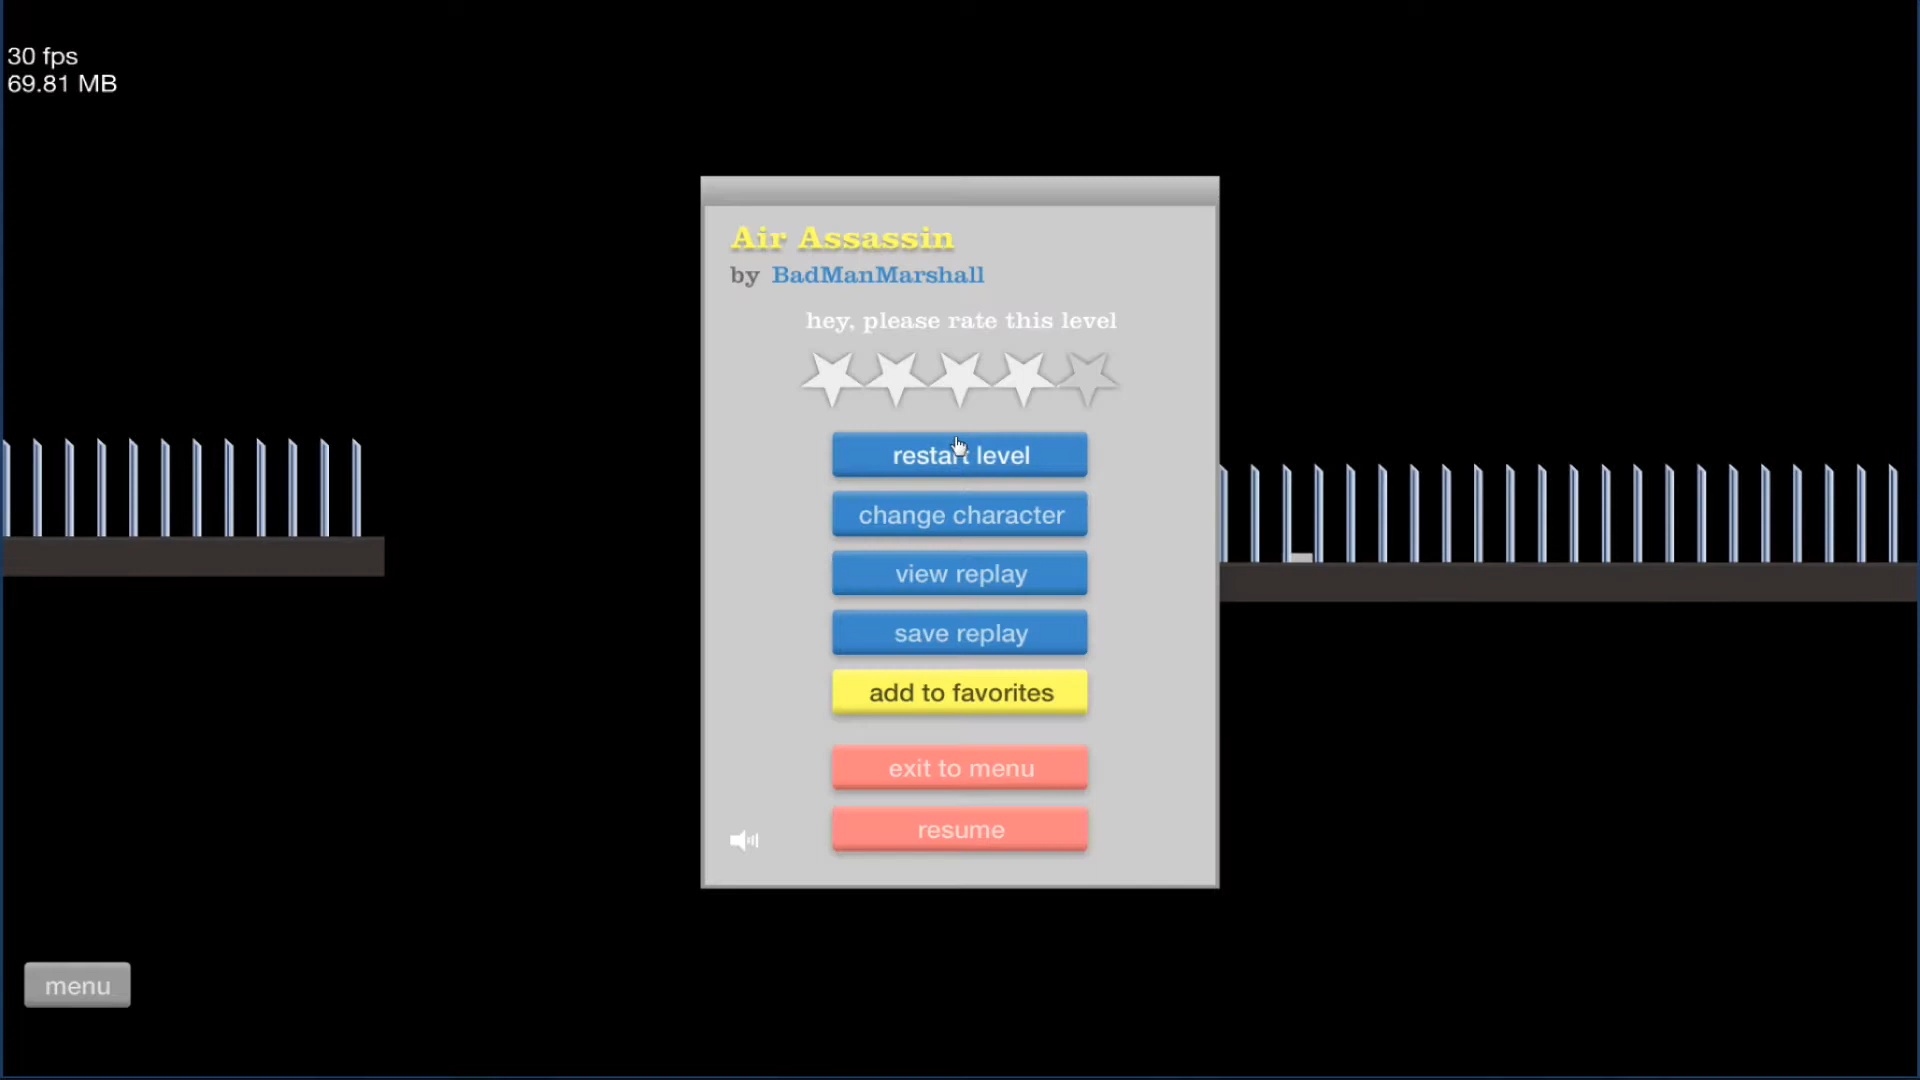 30 fps
69.81 MB
Air Assassin
by BadManMarshall
hey, please rate this level
restart level
change character
view replay
save replay
add to favorites
exit to menu
resume
menu